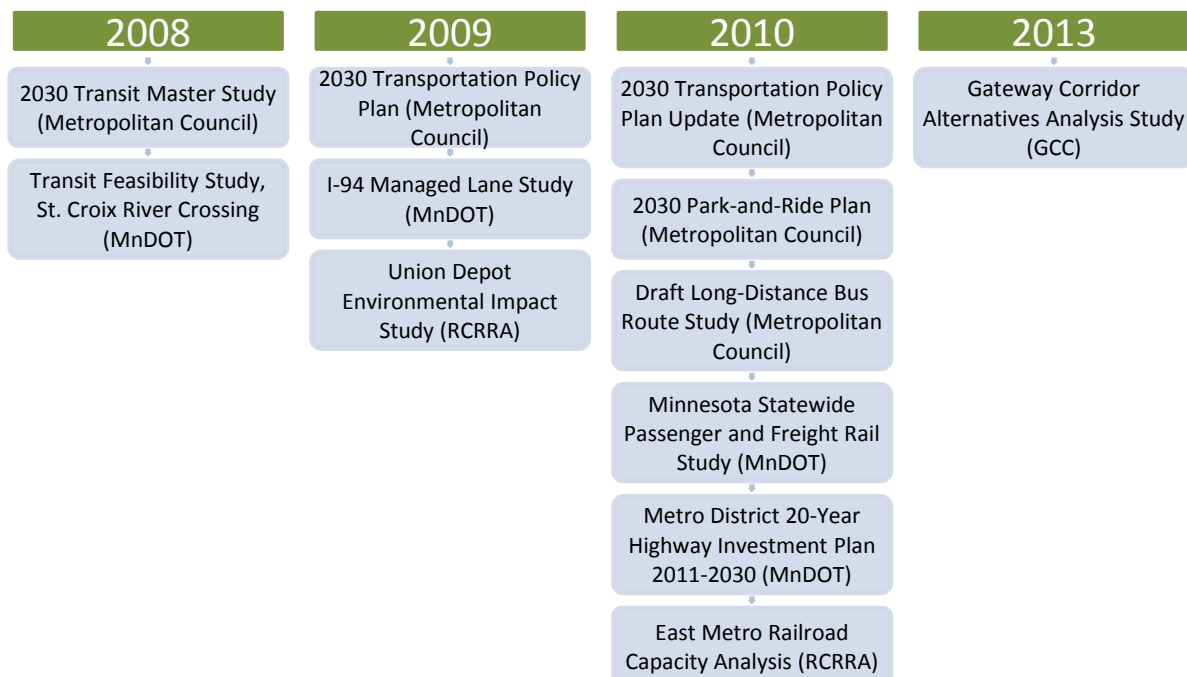 2008
2030 Transit Master Study
(Metropolitan Council)
Transit Feasibility Study,
St. Croix River Crossing
(MnDOT)
2009
2030 Transportation Policy
Plan (Metropolitan
Council)
I-94 Managed Lane Study
(MnDOT)
Union Depot
Environmental Impact
Study (RCRRA)
2010
2030 Transportation Policy
Plan Update (Metropolitan
Council)
2030 Park-and-Ride Plan
(Metropolitan Council)
Draft Long-Distance Bus
Route Study (Metropolitan
Council)
Minnesota Statewide
Passenger and Freight Rail
Study (MnDOT)
Metro District 20-Year
Highway Investment Plan
2011-2030 (MnDOT)
East Metro Railroad
Capacity Analysis (RCRRA)
2013
Gateway Corridor
Alternatives Analysis Study
(GCC)